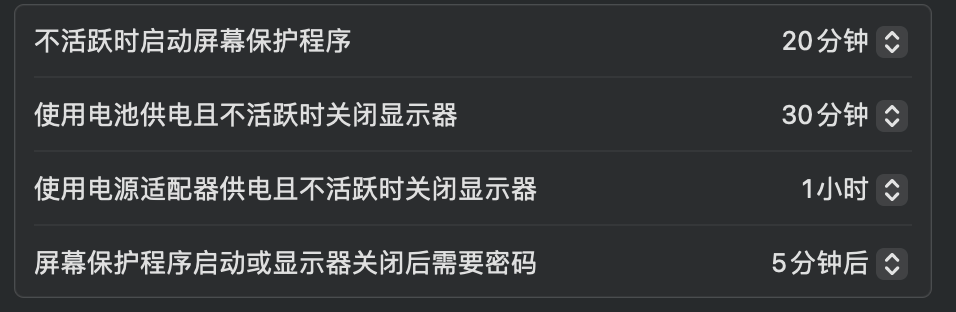 不活跃时启动屏幕保护程序 20分钟
使用电池供电且不活跃时关闭显示器 30分钟
使用电源适配器供电且不活跃时关闭显示器 1小时
屏幕保护程序启动或显示器关闭后需要密码 5分钟后